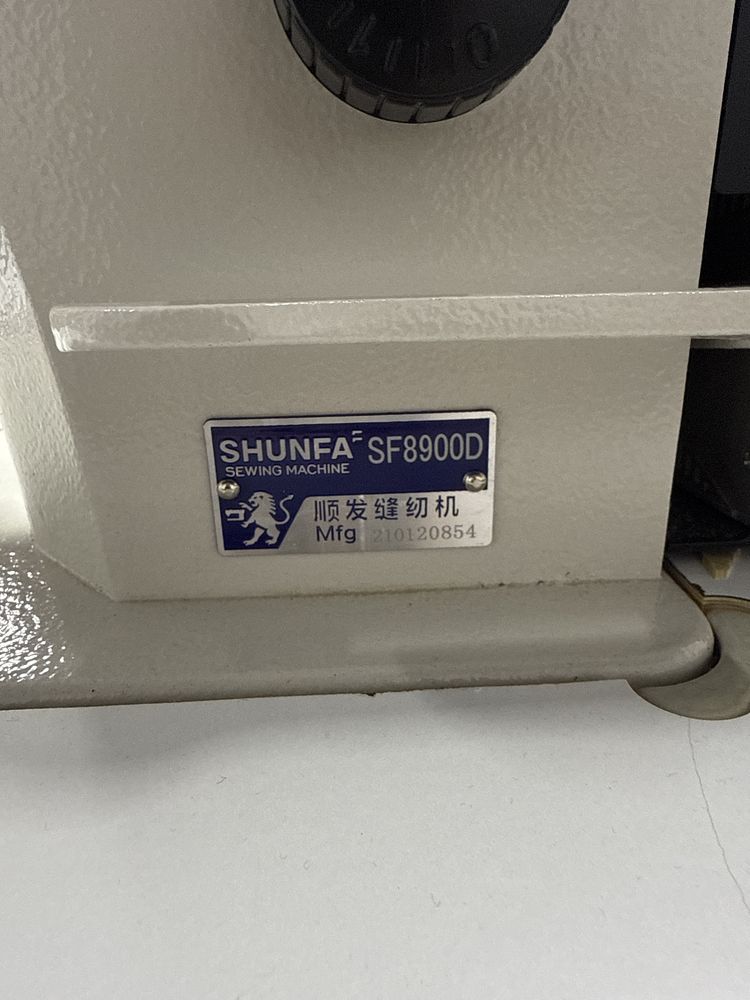 SHUNFA SF8900D
SEWING MACHINE
顺发缝纫机
Mfg 210120854